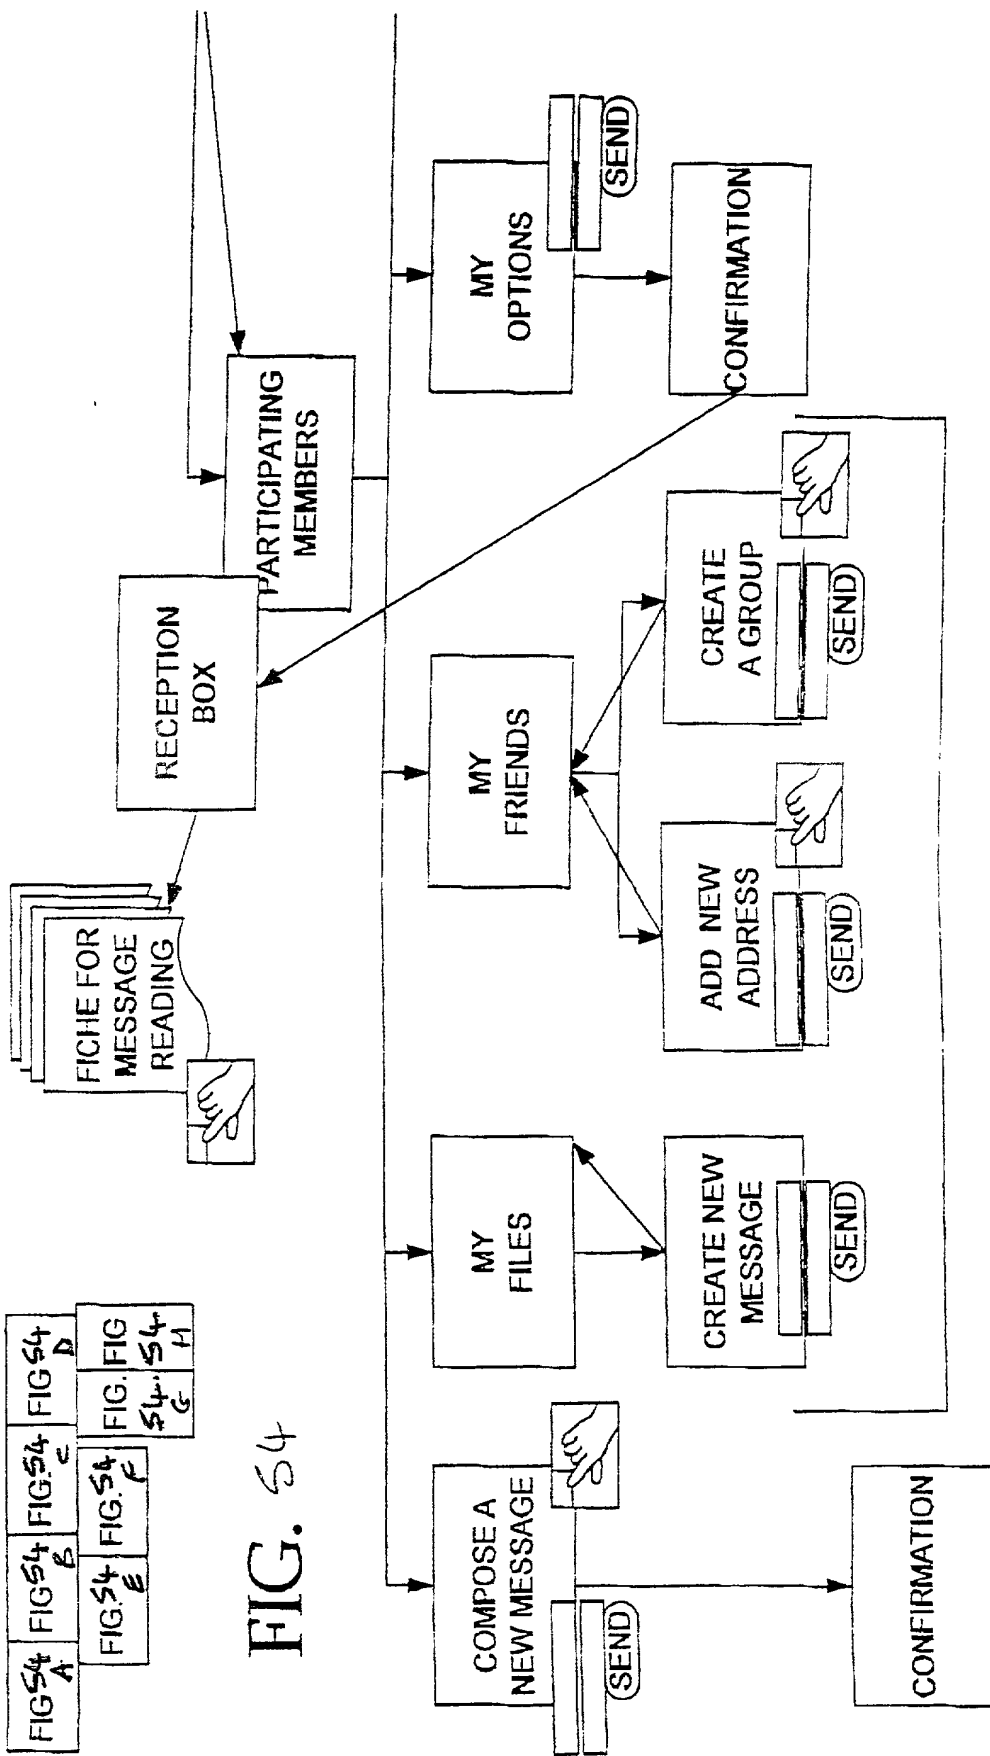 FIG 54
A
FIG 54
B
FIG. 54
C
FIG 54
D
FIG. 54
E
FIG. 54
F
FIG.
54.
G
FIG
54.
H
FIG. 54
FICHE FOR
MESSAGE
READING
RECEPTION
BOX
PARTICIPATING
MEMBERS
COMPOSE A
NEW MESSAGE
SEND
MY
FILES
MY
FRIENDS
MY
OPTIONS
SEND
CREATE NEW
MESSAGE
SEND
ADD NEW
ADDRESS
SEND
CREATE
A GROUP
SEND
CONFIRMATION
CONFIRMATION